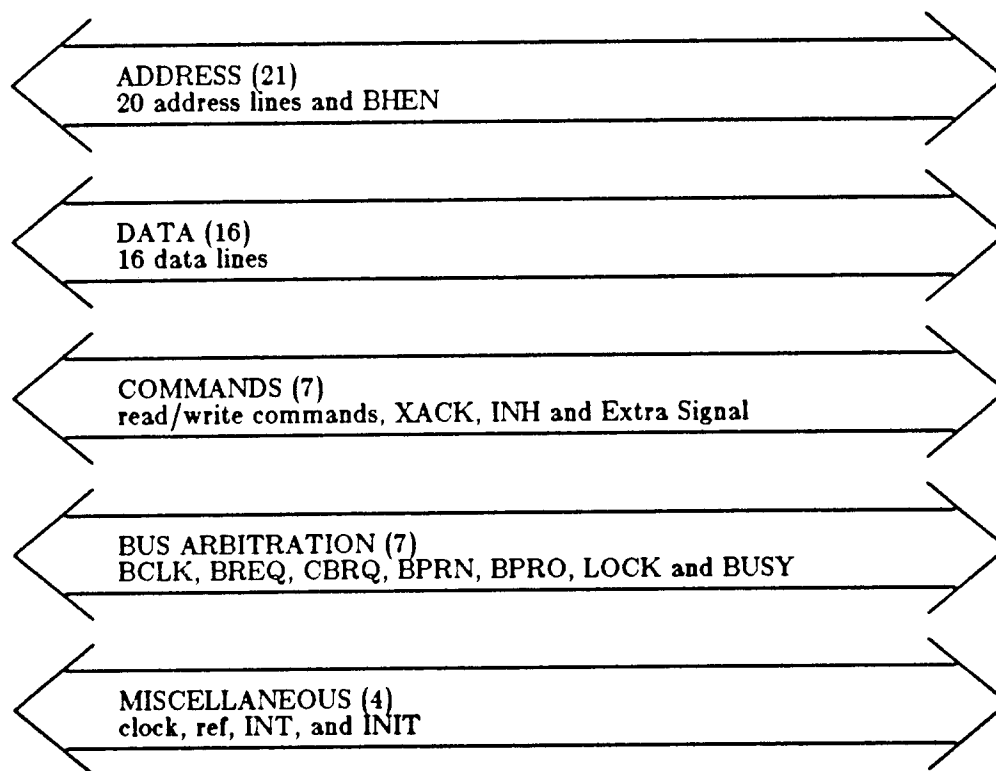 ADDRESS (21)
20 address lines and BHEN
DATA (16)
16 data lines
COMMANDS (7)
read/write commands, XACK, INH and Extra Signal
BUS ARBITRATION (7)
BCLK, BREQ, CBRQ, BPRN, BPRO, LOCK and BUSY
MISCELLANEOUS (4)
clock, ref, INT, and INIT